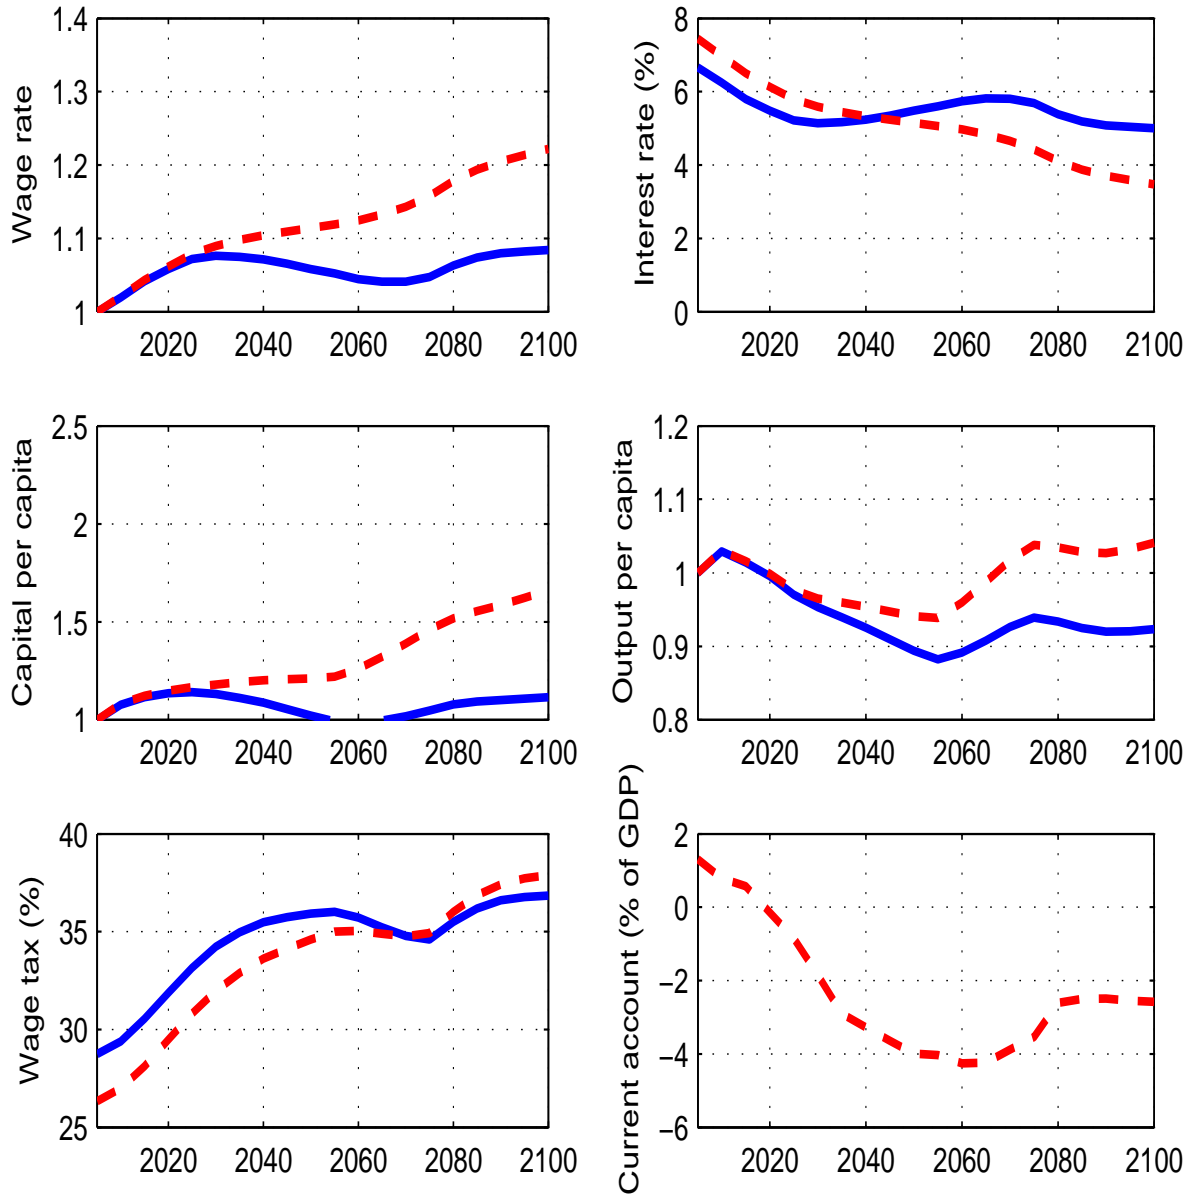 Wage rate
1.4
1.3
1.2
1.1
1
2020 2040 2060 2080 2100
Interest rate (%)
8
6
4
2
0
2020 2040 2060 2080 2100
Capital per capita
2.5
2
1.5
1
2020 2040 2060 2080 2100
Output per capita
1.2
1.1
1
0.9
0.8
2020 2040 2060 2080 2100
Wage tax (%)
40
35
30
25
2020 2040 2060 2080 2100
Current account (% of GDP)
2
0
−2
−4
−6
2020 2040 2060 2080 2100